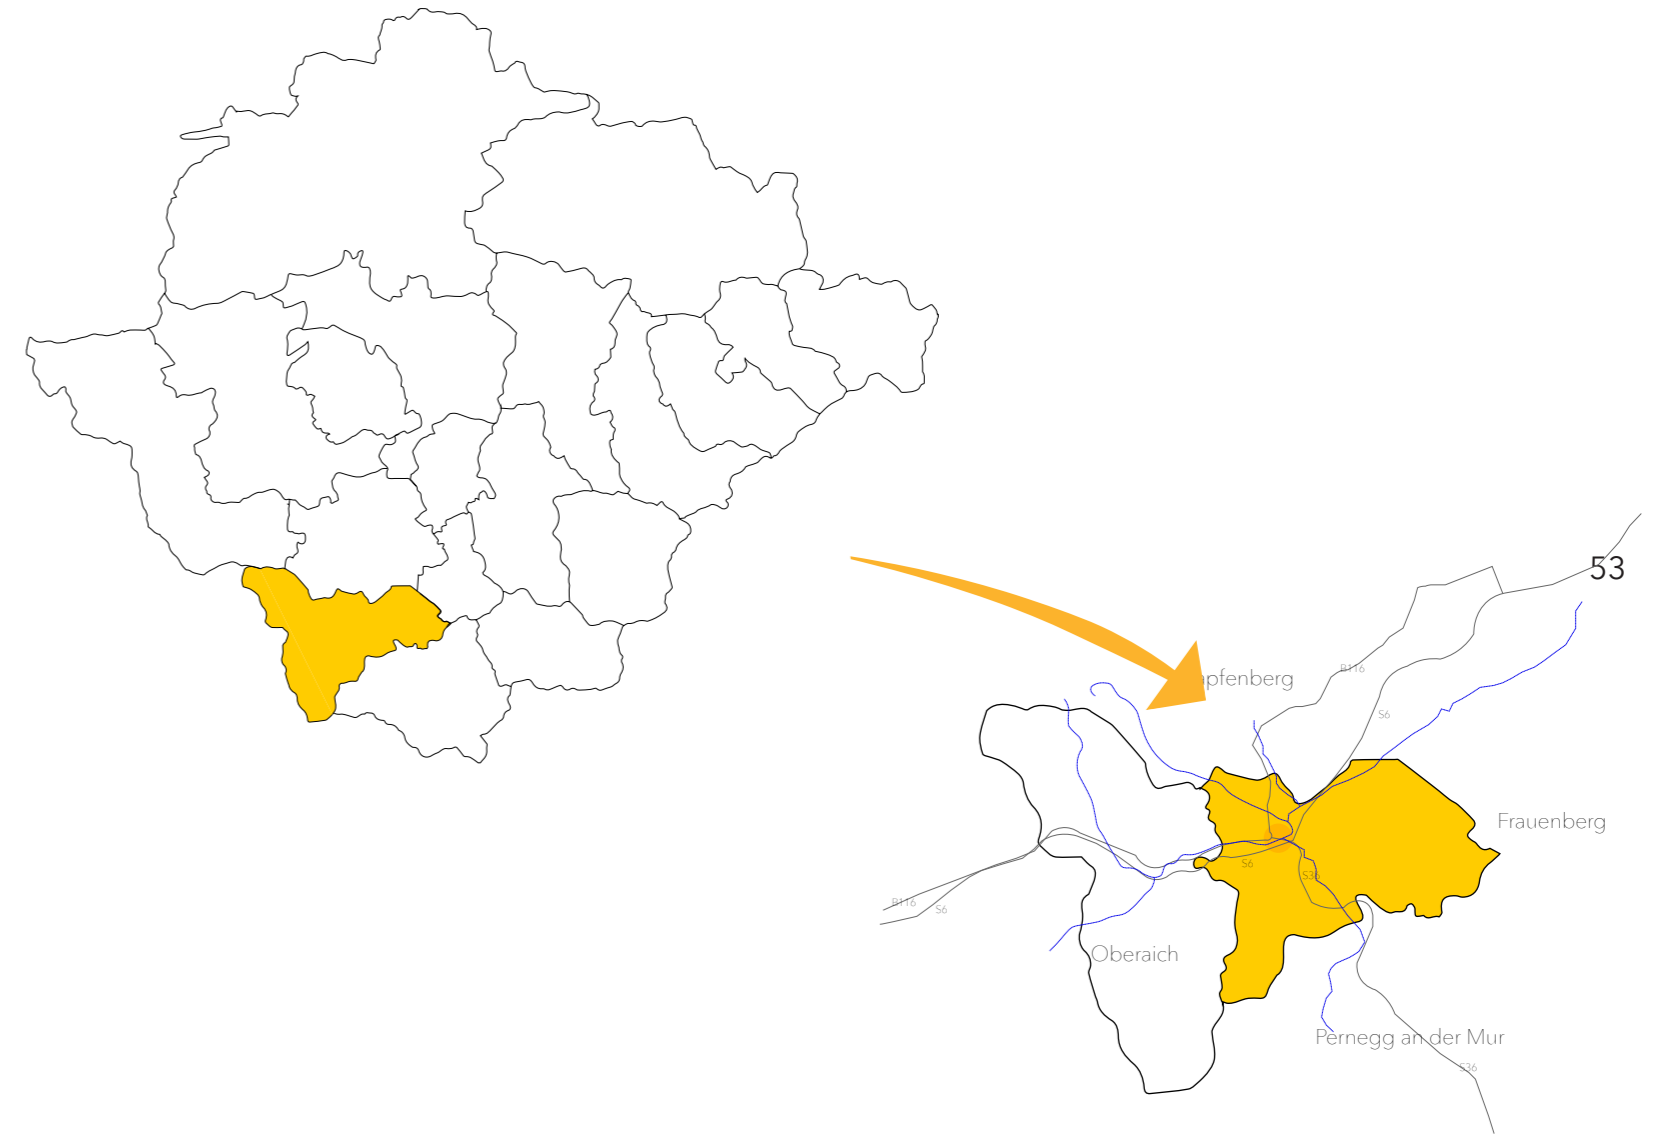 53
B116
pfenberg
S6
Frauenberg
S6
S36
B116
S6
Oberaich
Pernegg an der Mur
S36